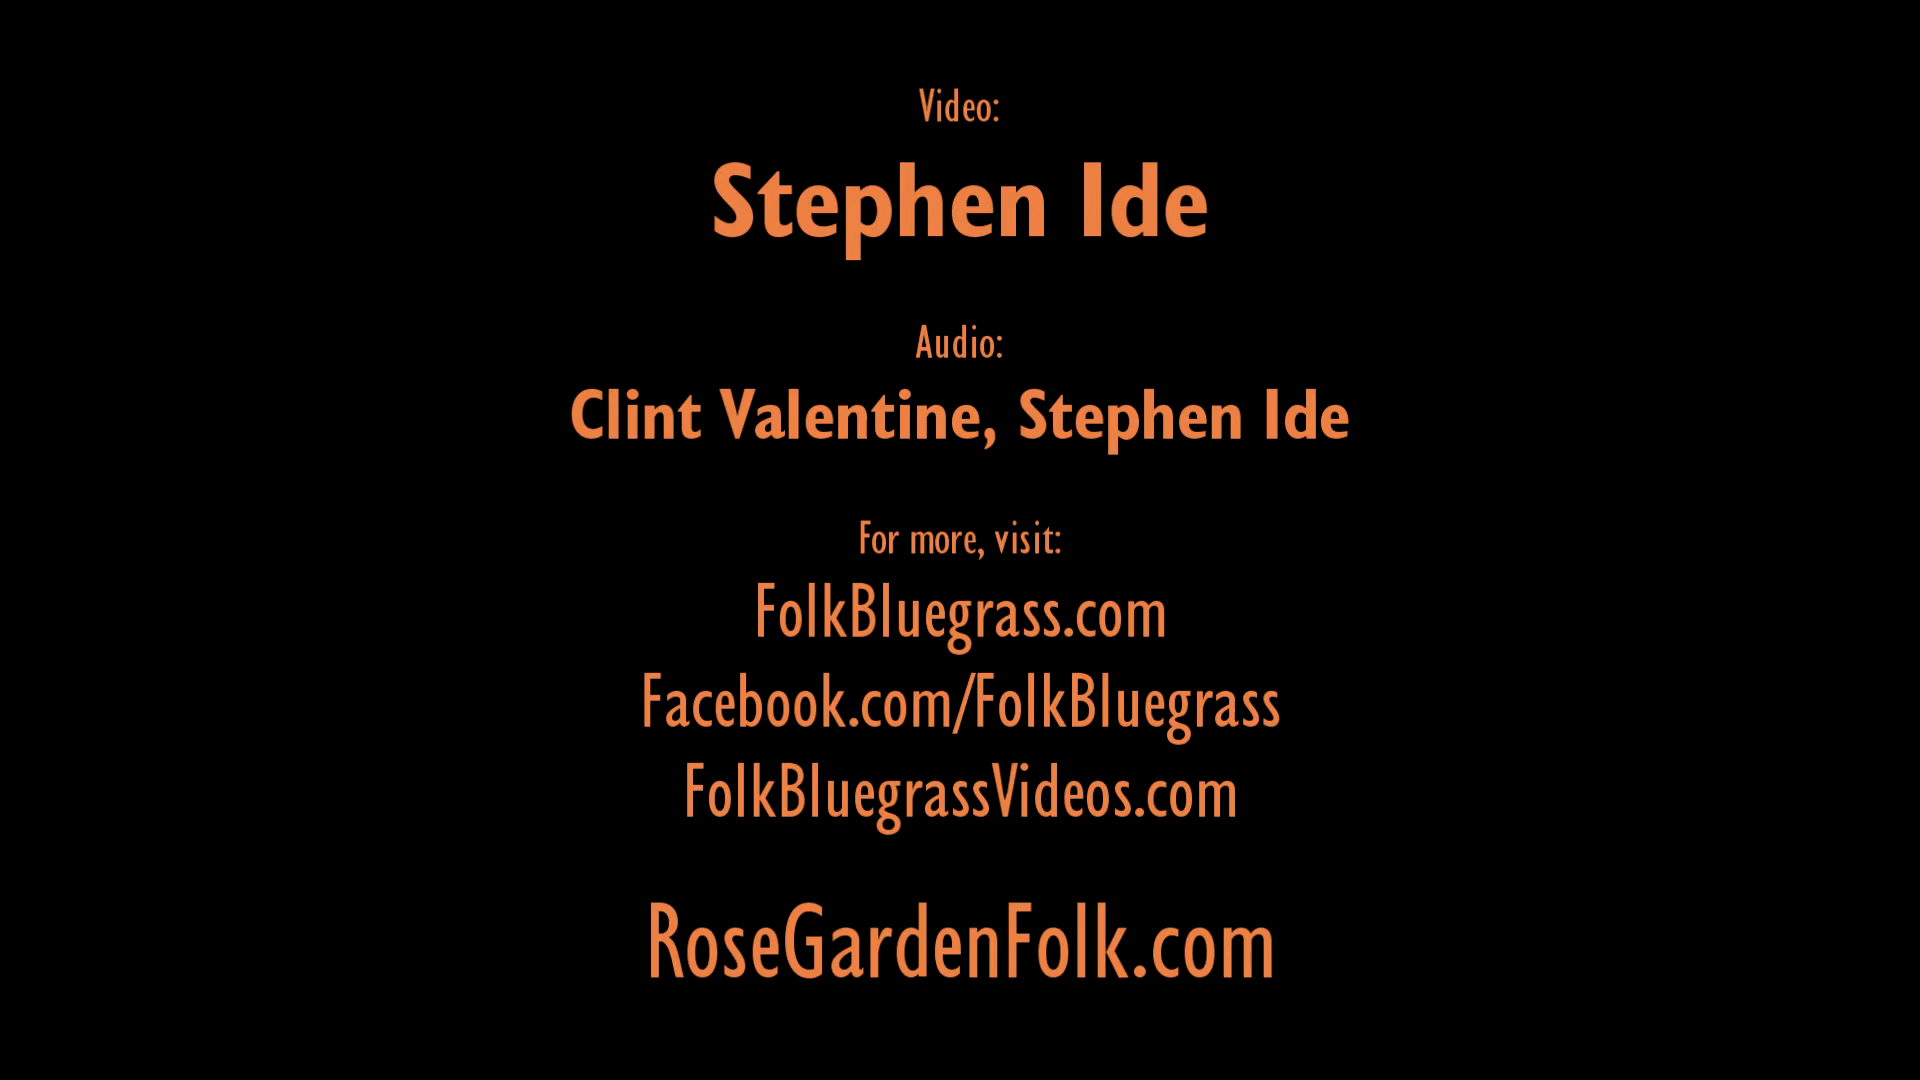 Video:
Stephen Ide
Audio:
Clint Valentine, Stephen Ide
For more, visit:
FolkBluegrass.com
Facebook.com/FolkBluegrass
FolkBluegrassVideos.com
RoseGardenFolk.com